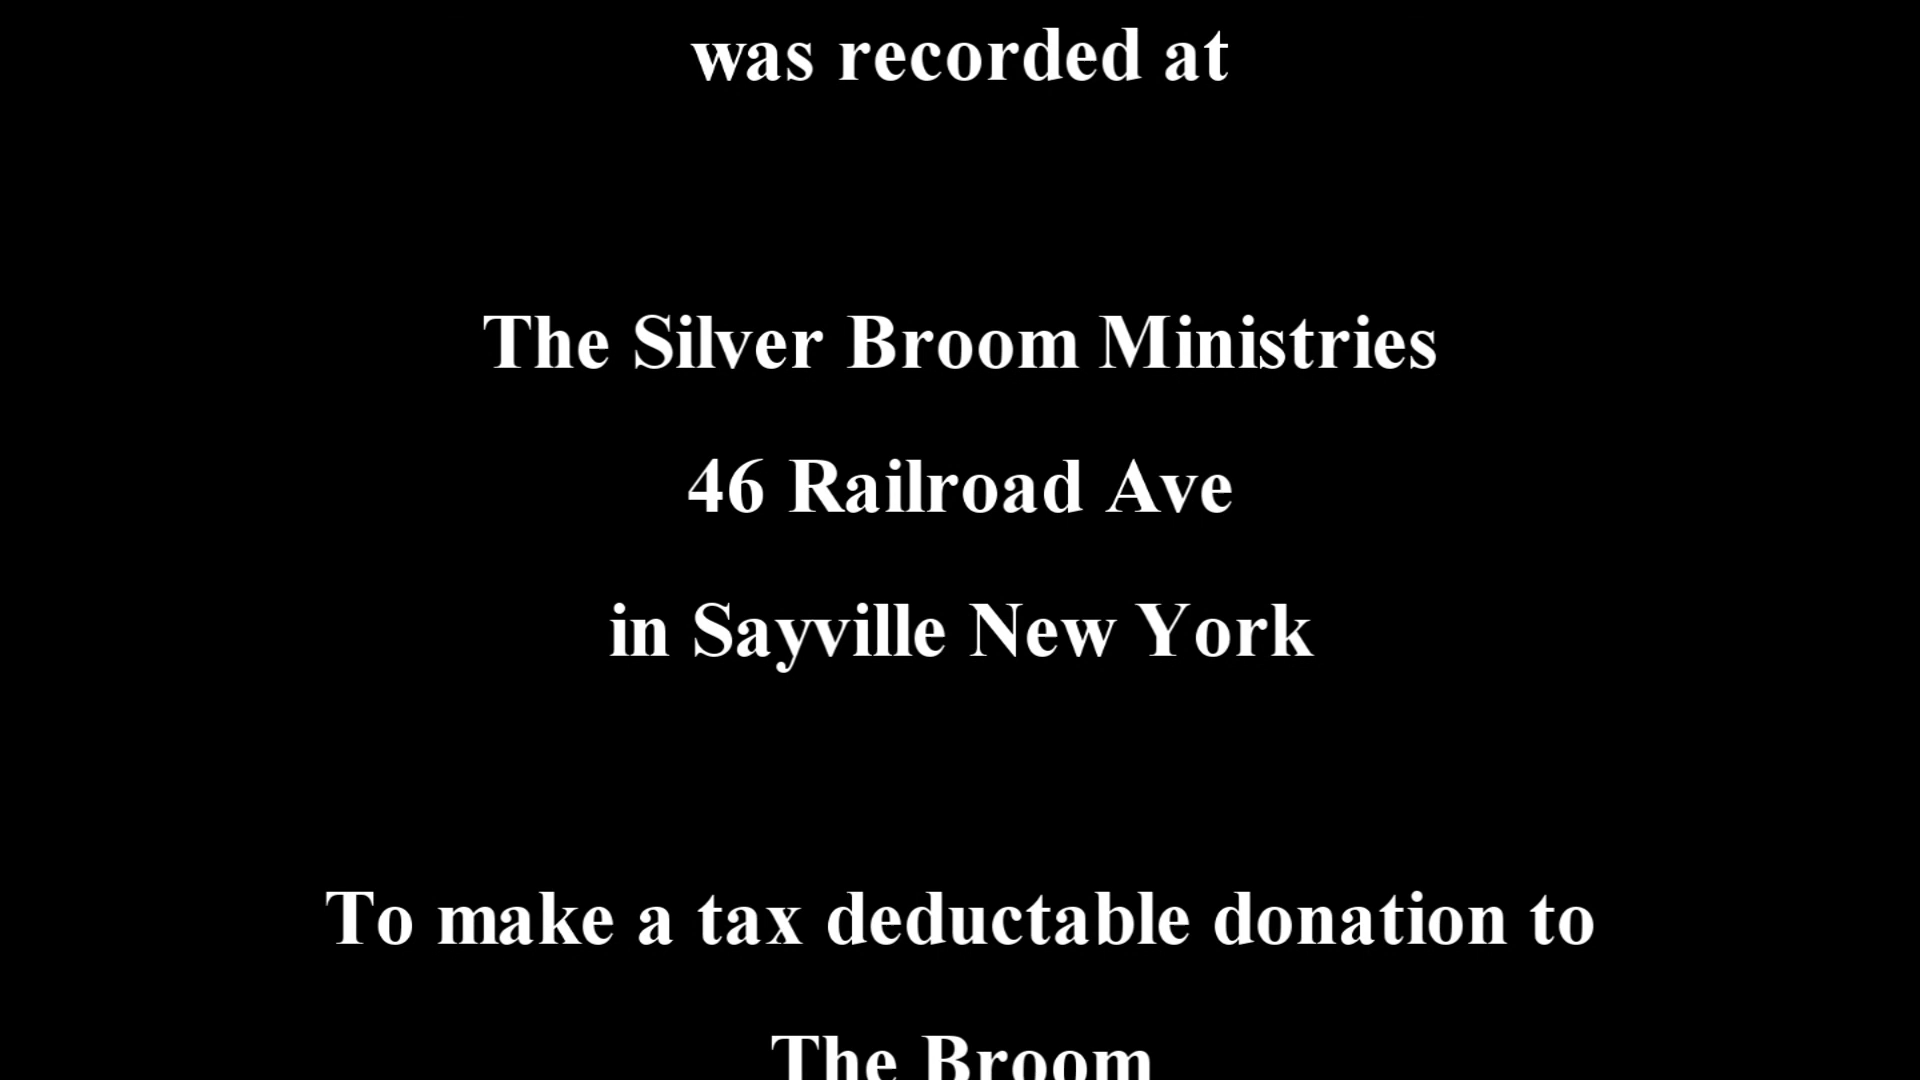 was recorded at
The Silver Broom Ministries
46 Railroad Ave
in Sayville New York
To make a tax deductable donation to
The Broom